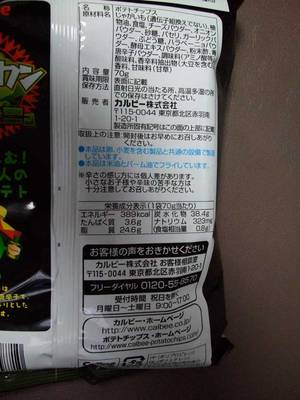 名称 ポテトチップス
原材料名 じゃがいも(遺伝子組換えでない)、植
物油、食塩、チーズパウダー、オニオン
パウダー、砂糖、パセリ、ガーリックパウ
ダー、ぶどう糖、ハラペーニョパウ
ダー、酵母エキスパウダー、粉末酢、青
唐辛子パウダー、調味料(アミノ酸等)、
酸味料、香辛料抽出物(大豆を含む)、
香料、甘味料(甘草)
内容量 70g
賞味期限 表面に記載
保存方法 直射日光の当たる所、高温多湿の所
での保存はさけてください。
販売者 カルビー株式会社
〒115-0044 東京都北区赤羽南
1-20-1
製造所固有記号はこの面の上部に記載
取扱上の注意:開封後はお早めにお召しあがり
ください。
●本品は卵、小麦を含む製品と共通の設備で製造
しています。
●本品は米油とパーム油でフライしています。
※辛さの感じ方には個人差があります。
小さなお子様や辛味の苦手な方は
十分注意してお召しあがりください。
栄養成分表示(1袋70g当たり)
エネルギー 389kcal 炭水化物 38.4g
たんぱく質 3.6g ナトリウム 323mg
脂質 24.6g (食塩相当量 0.8g)
お客様の声をおきかせください
カルビー株式会社 お客様相談室
〒115-0044 東京都北区赤羽南
フリーダイヤル 0120-55-8570
受付時間 祝日を除く
月曜日~土曜日 9:00~17:00
カルビー・ホームページ
http://www.calbee.co.jp/
ポテトチップス・ホームページ
http://www.calbee-potatochips.com/